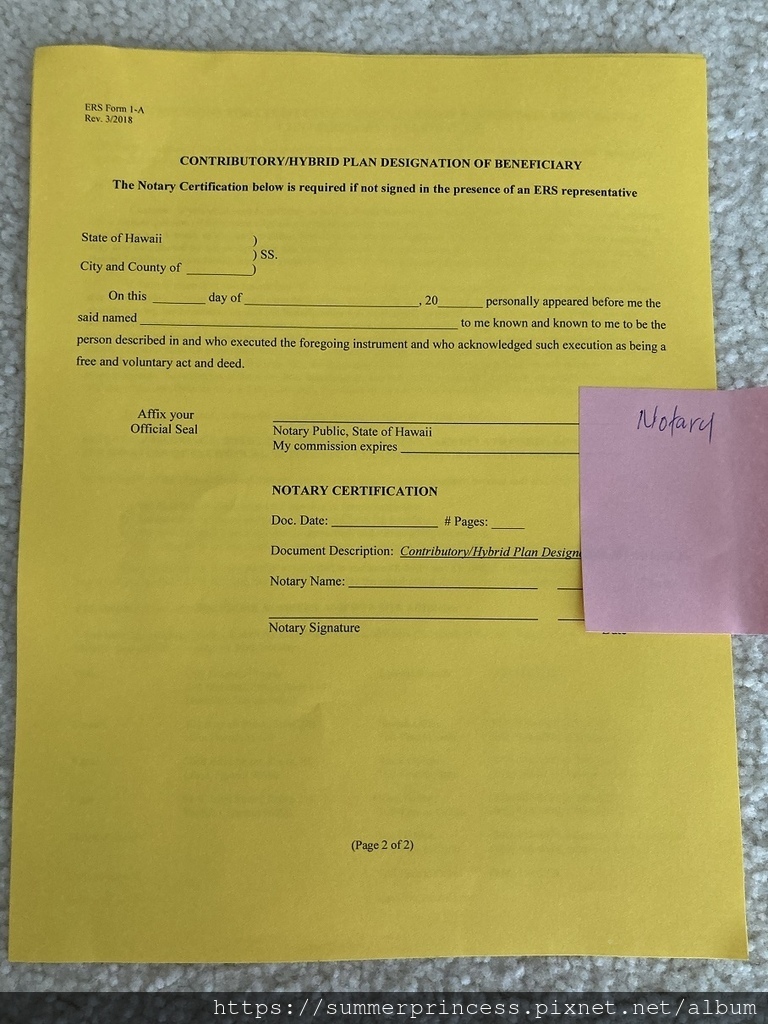 ERS Form 1-A
Rev. 3/2018
CONTRIBUTORY/HYBRID PLAN DESIGNATION OF BENEFICIARY
The Notary Certification below is required if not signed in the presence of an ERS representative
State of Hawaii )
) SS.
City and County of __________)
On this ________ day of __________________________, 20_______ personally appeared before me the
said named ________________________________________________ to me known and known to me to be the
person described in and who executed the foregoing instrument and who acknowledged such execution as being a
free and voluntary act and deed.
Affix your
Official Seal
Notary Public, State of Hawaii
My commission expires
Notary
NOTARY CERTIFICATION
Doc. Date: ________________ # Pages: _____
Document Description: Contributory/Hybrid Plan
Notary Name: ____________________________
Notary Signature
(Page 2 of 2)
https://summerprincess.pixnet.net/album